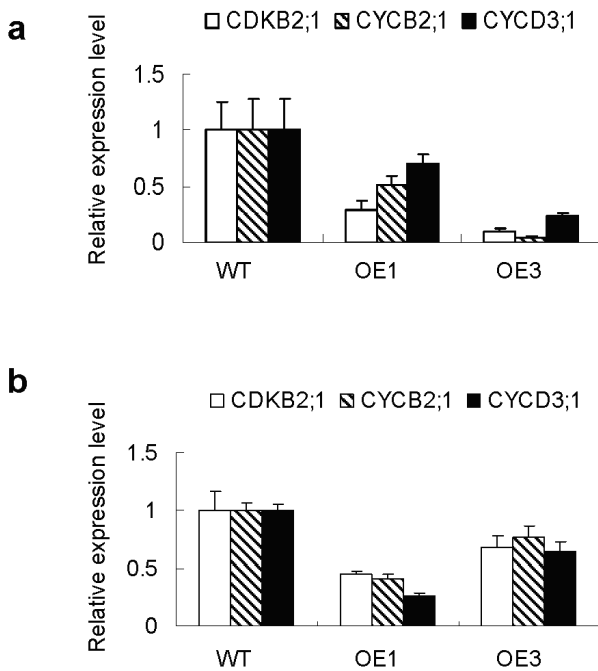 a
CDKB2;1 CYCB2;1 CYCD3;1
Relative expression level
1.5
1
0.5
0
WT OE1 OE3
b
CDKB2;1 CYCB2;1 CYCD3;1
Relative expression level
1.5
1
0.5
0
WT OE1 OE3